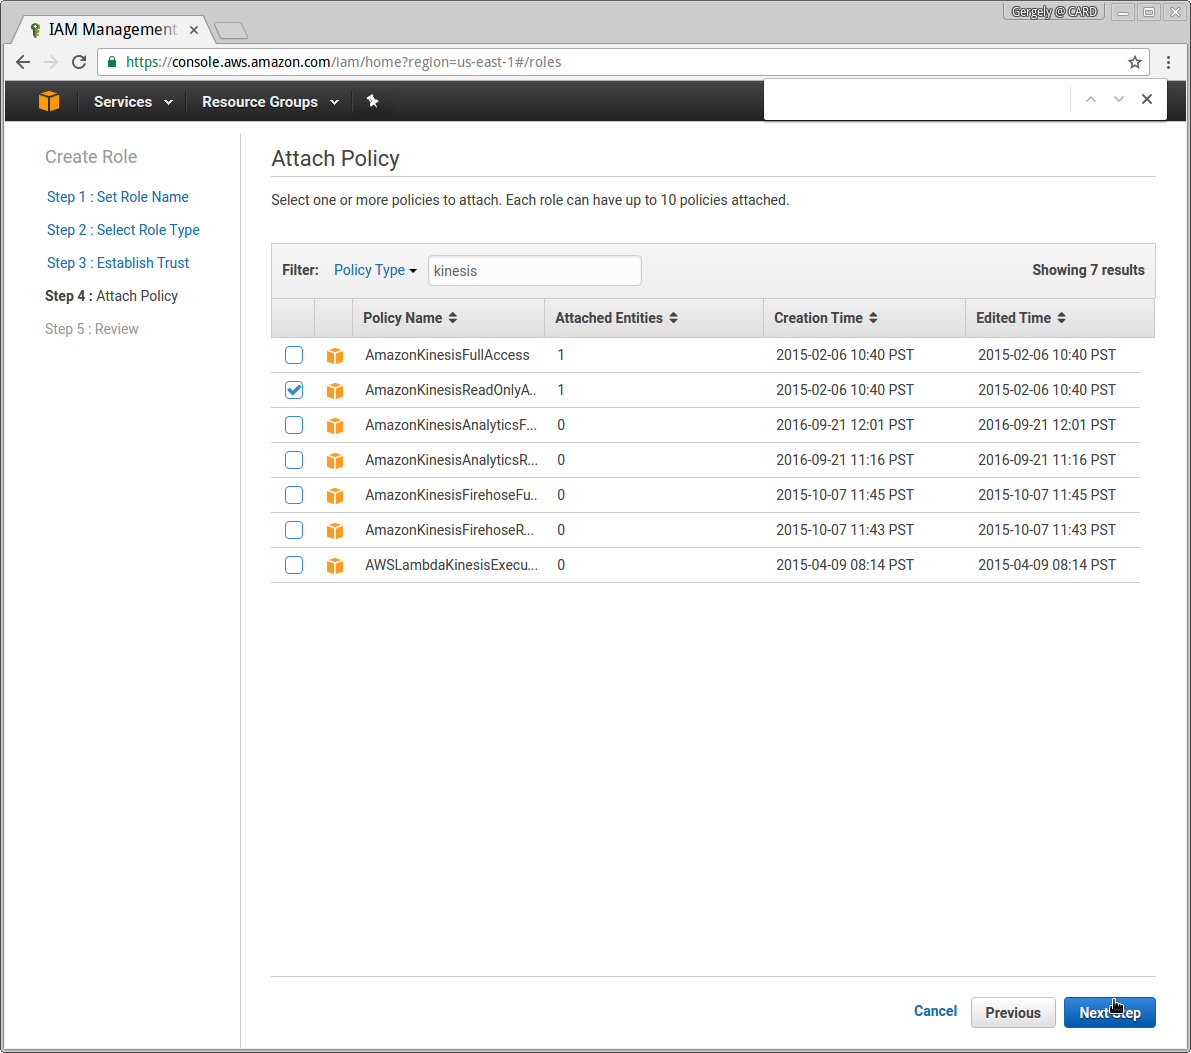 Gergely @ CARD
IAM Management
https://console.aws.amazon.com/iam/home?region=us-east-1#/roles
Services Resource Groups
Create Role
Step 1 : Set Role Name
Step 2 : Select Role Type
Step 3 : Establish Trust
Step 4 : Attach Policy
Step 5 : Review
Attach Policy
Select one or more policies to attach. Each role can have up to 10 policies attached.
Filter: Policy Type kinesis Showing 7 results
Policy Name Attached Entities Creation Time Edited Time
AmazonKinesisFullAccess 1 2015-02-06 10:40 PST 2015-02-06 10:40 PST
AmazonKinesisReadOnlyA.. 1 2015-02-06 10:40 PST 2015-02-06 10:40 PST
AmazonKinesisAnalyticsF... 0 2016-09-21 12:01 PST 2016-09-21 12:01 PST
AmazonKinesisAnalyticsR... 0 2016-09-21 11:16 PST 2016-09-21 11:16 PST
AmazonKinesisFirehoseFu.. 0 2015-10-07 11:45 PST 2015-10-07 11:45 PST
AmazonKinesisFirehoseR... 0 2015-10-07 11:43 PST 2015-10-07 11:43 PST
AWSLambdaKinesisExecu... 0 2015-04-09 08:14 PST 2015-04-09 08:14 PST
Cancel Previous Next Step